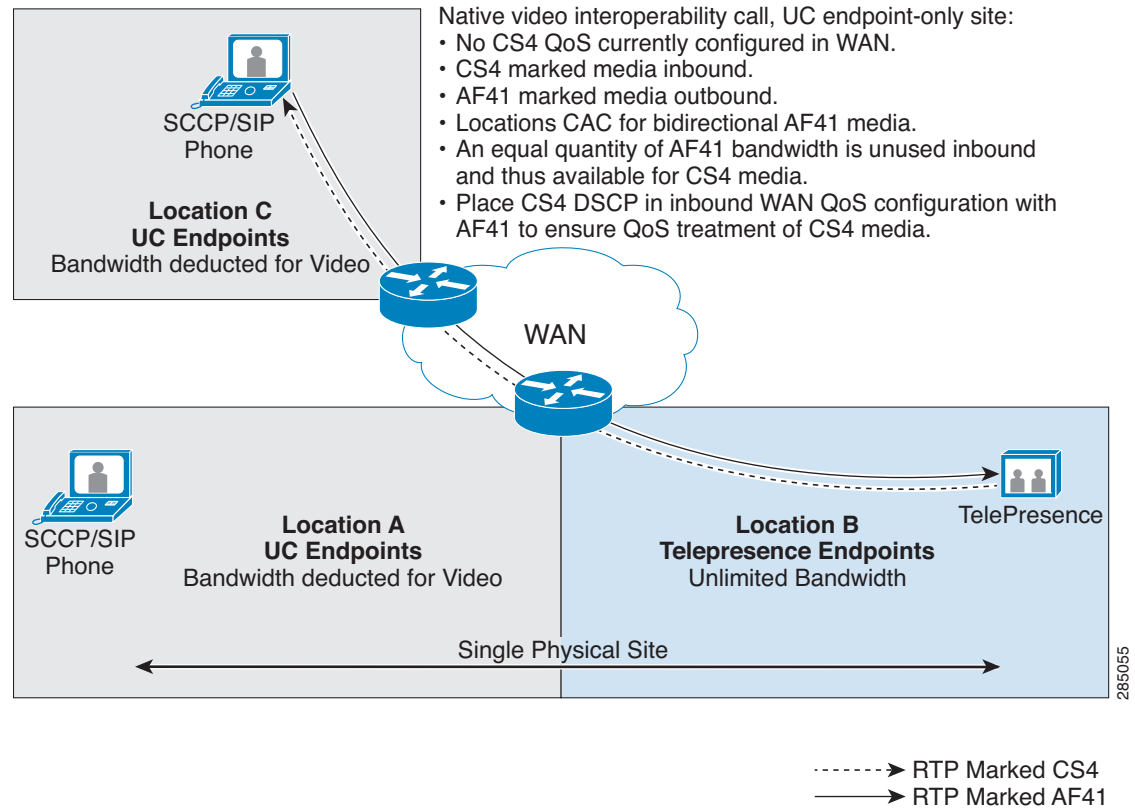 Native video interoperability call, UC endpoint-only site:
• No CS4 QoS currently configured in WAN.
• CS4 marked media inbound.
• AF41 marked media outbound.
• Locations CAC for bidirectional AF41 media.
• An equal quantity of AF41 bandwidth is unused inbound
and thus available for CS4 media.
• Place CS4 DSCP in inbound WAN QoS configuration with
AF41 to ensure QoS treatment of CS4 media.
SCCP/SIP
Phone
Location C
UC Endpoints
Bandwidth deducted for Video
WAN
SCCP/SIP
Phone
Location A
UC Endpoints
Bandwidth deducted for Video
Location B
Telepresence Endpoints
Unlimited Bandwidth
TelePresence
Single Physical Site
285055
RTP Marked CS4
RTP Marked AF41